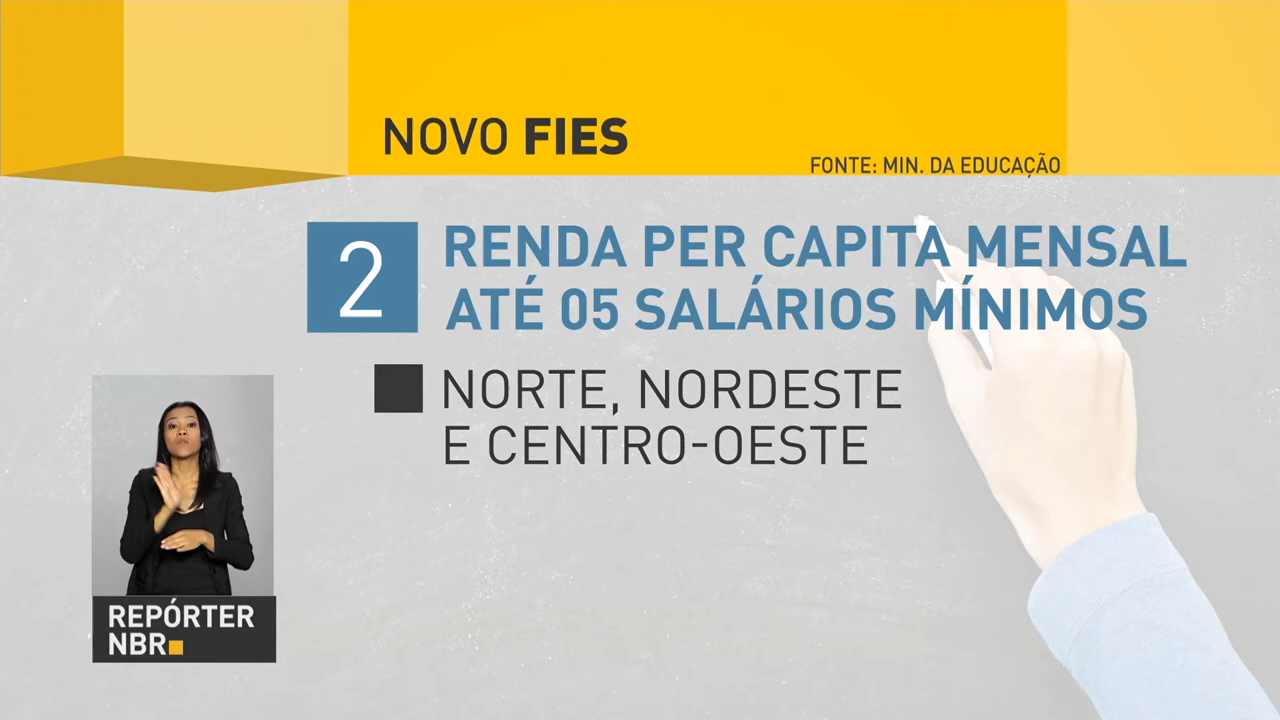 NOVO FIES
FONTE: MIN. DA EDUCAÇÃO
2
RENDA PER CAPITA MENSAL
ATÉ 05 SALÁRIOS MÍNIMOS
NORTE, NORDESTE
E CENTRO-OESTE
REPÓRTER
NBR